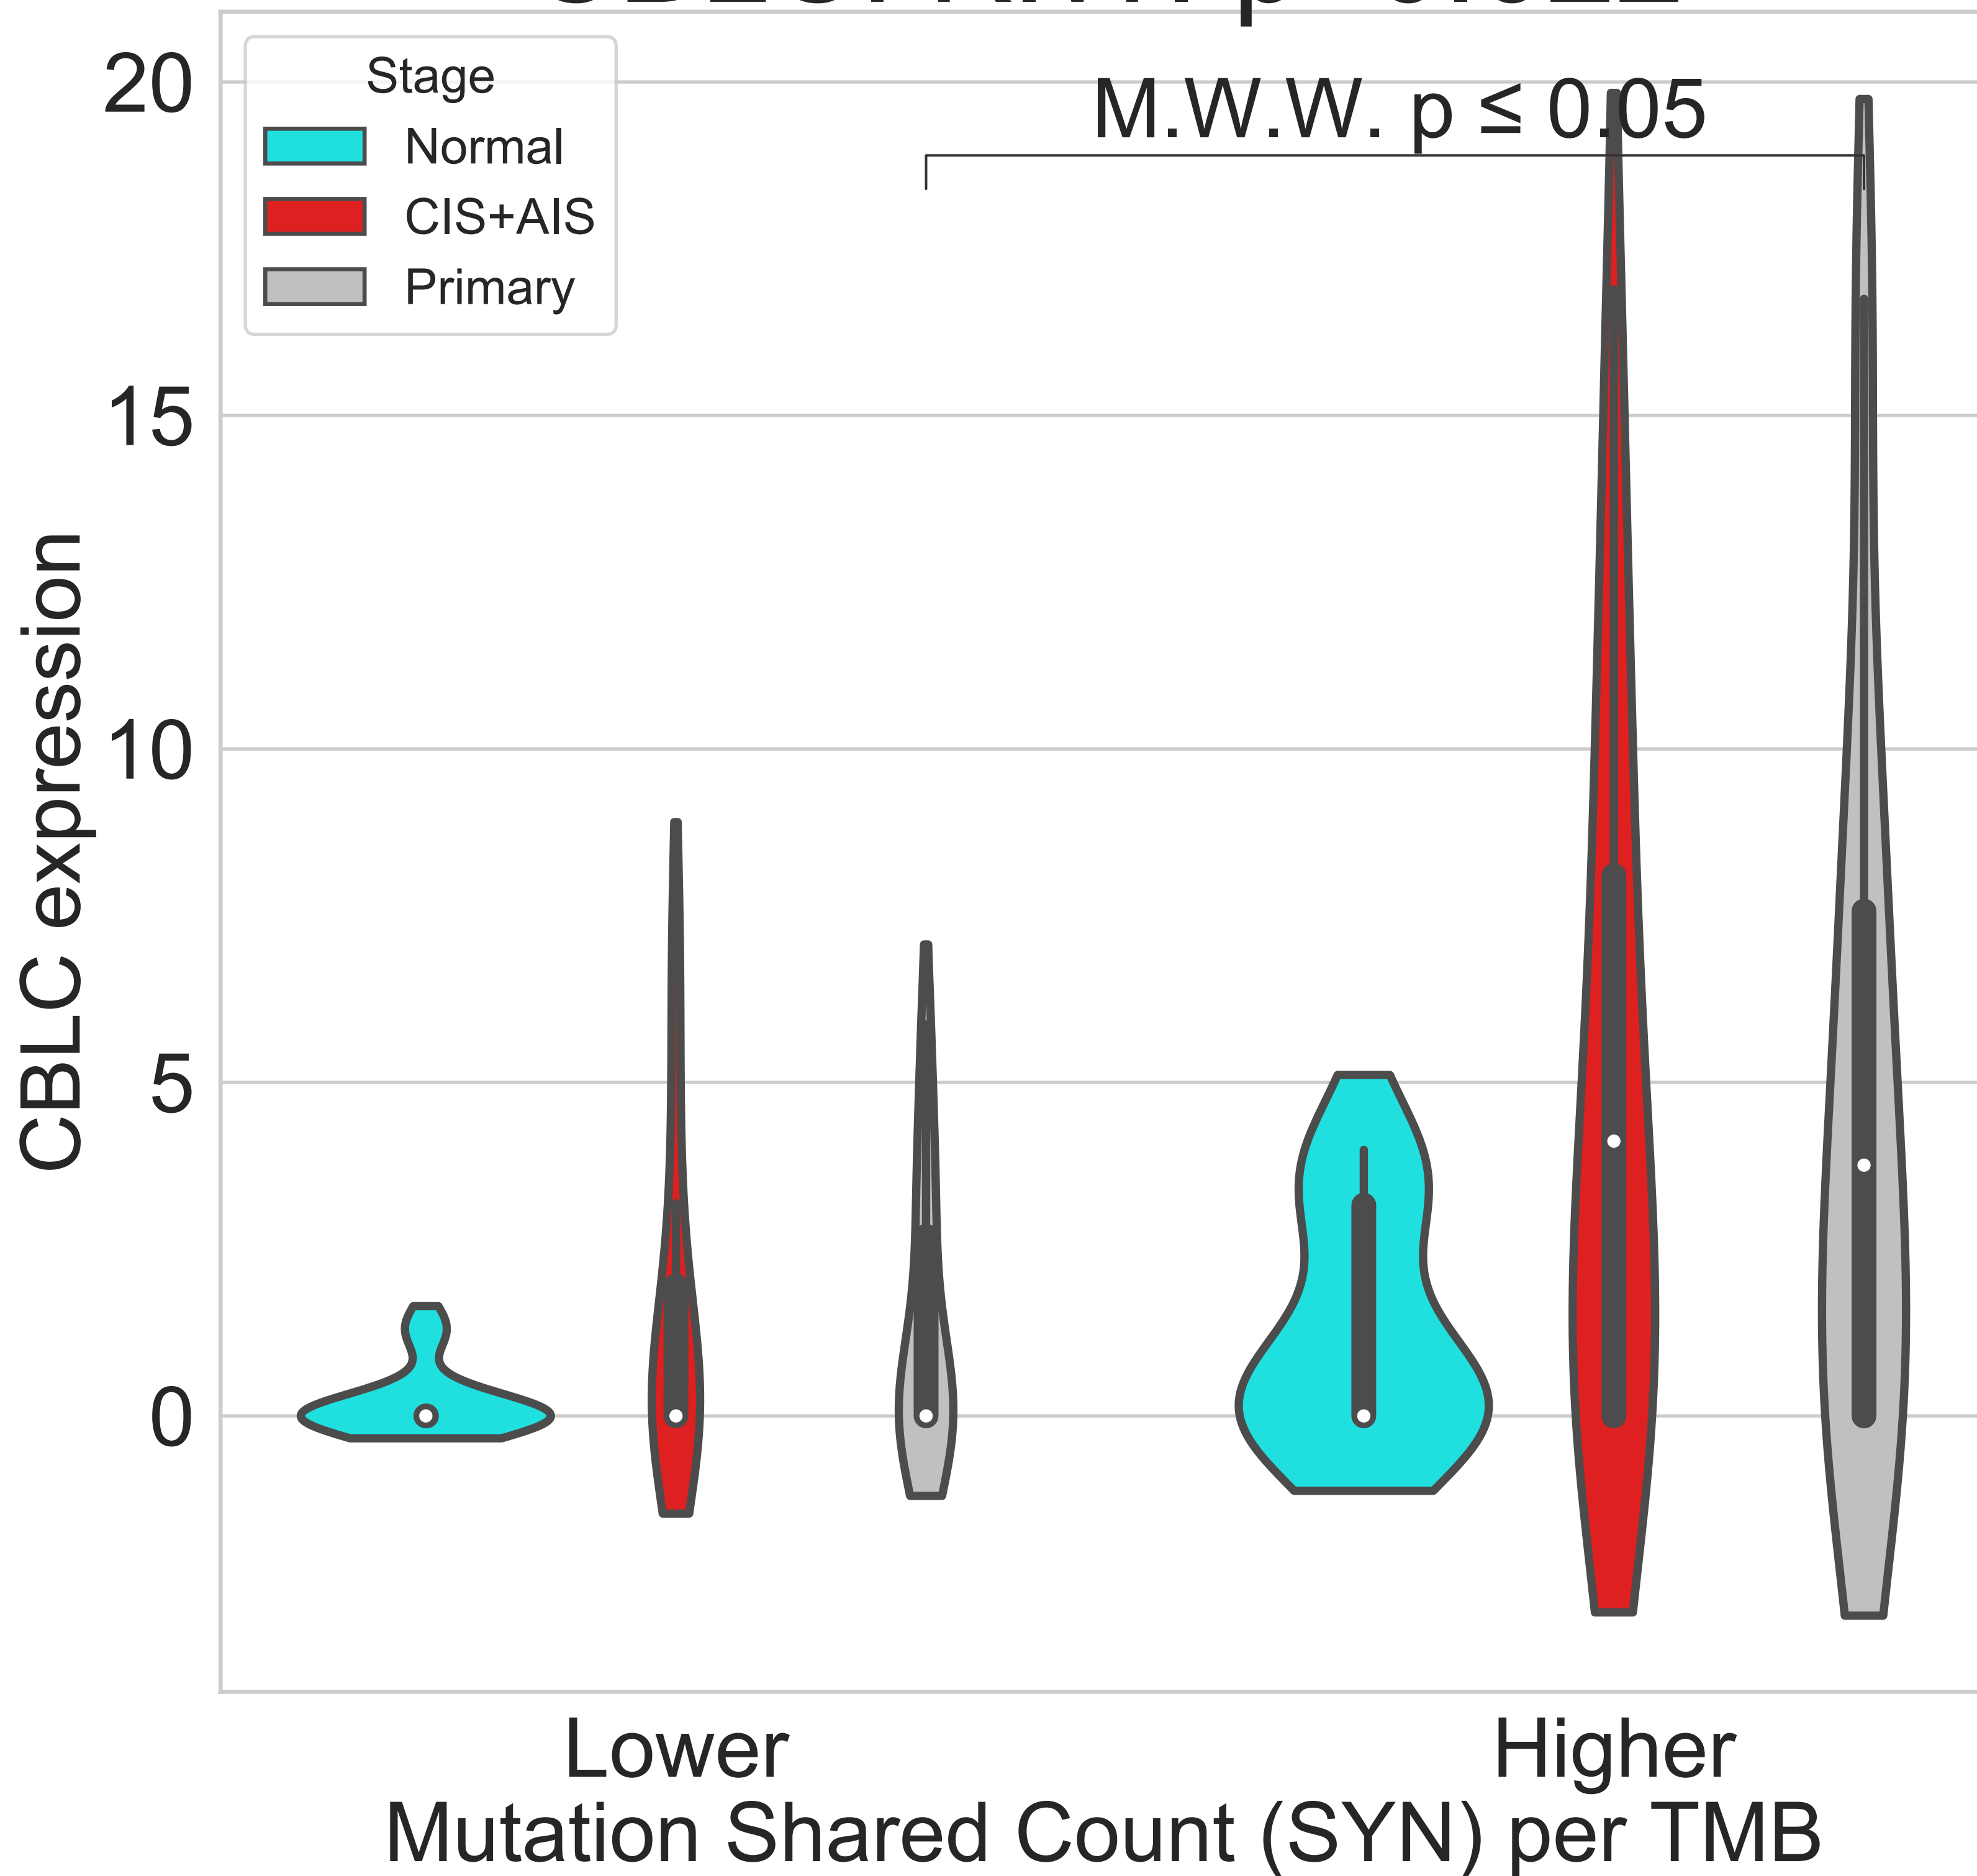 20
15
10
5
0
CBLC expression
Stage
Normal
CIS+AIS
Primary
M.W.W. p ≤ 0.05
Lower
Higher
Mutation Shared Count (SYN) per TMB